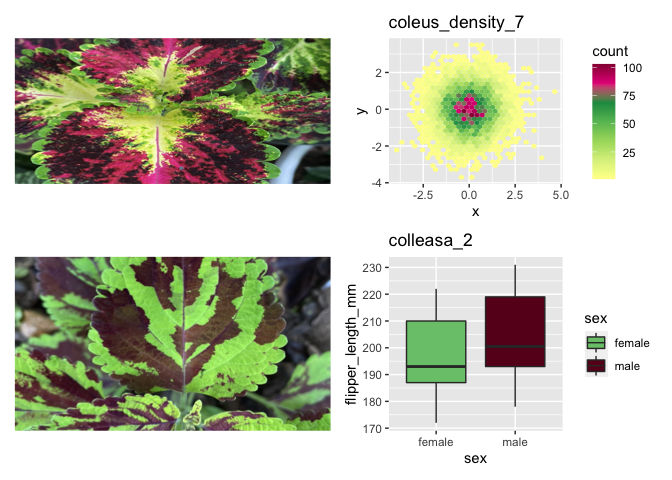 coleus_density_7
y
2
0
-2
-4
-2.5
0.0
2.5
5.0
x
count
100
75
50
25
colleasa_2
flipper_length_mm
230
220
210
200
190
180
170
female
male
sex
sex
female
male